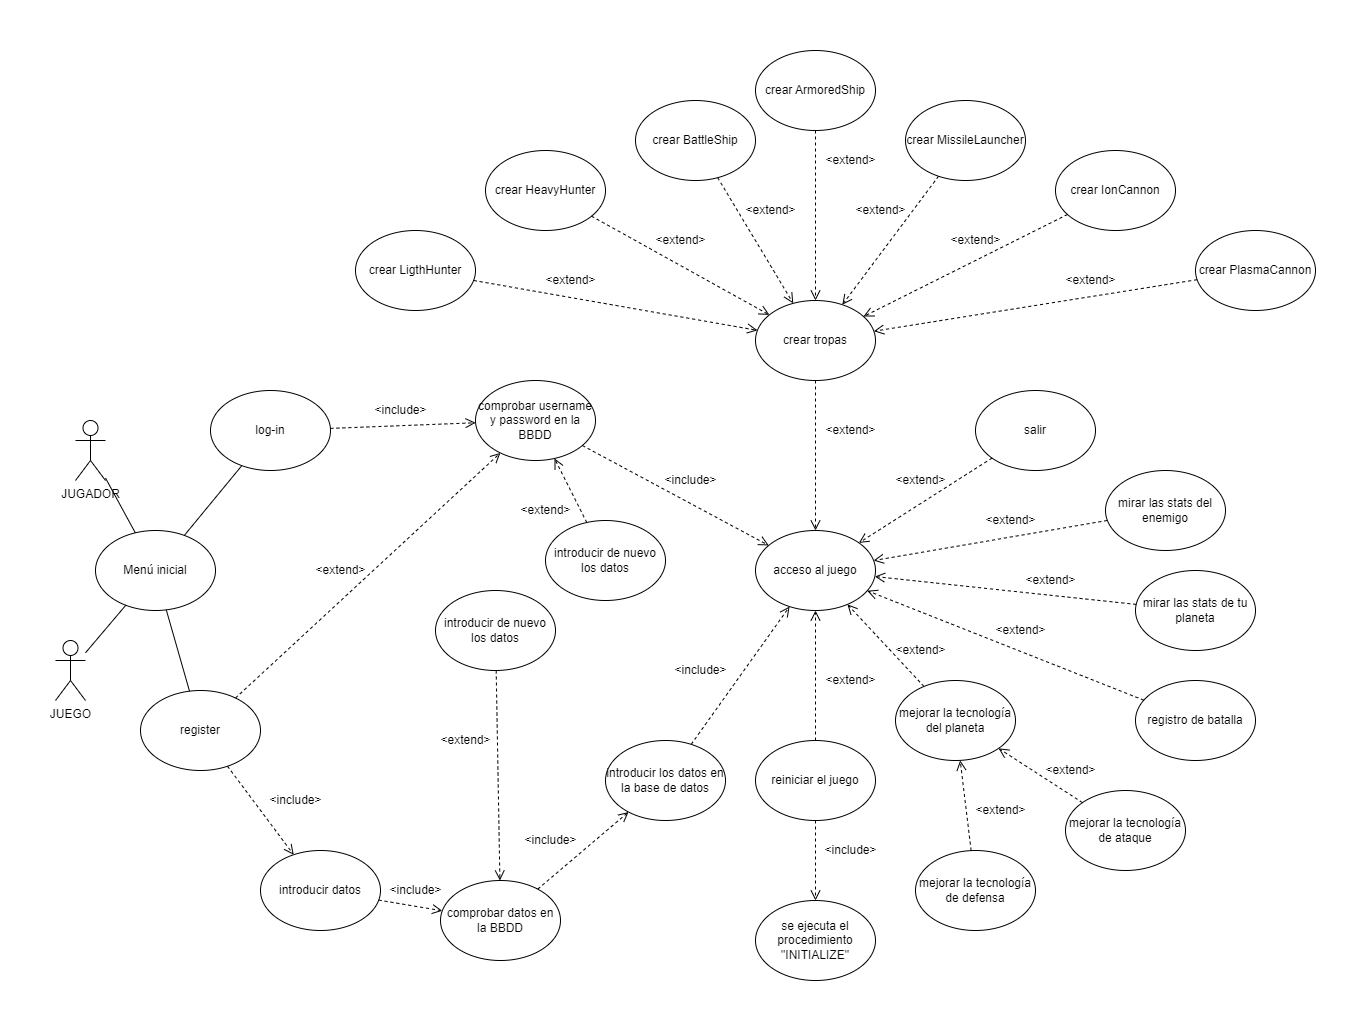 crear ArmoredShip
crear BattleShip
crear MissileLauncher
<extend>
crear HeavyHunter
crear IonCannon
<extend>
<extend>
<extend>
<extend>
crear LigthHunter
crear PlasmaCannon
<extend>
<extend>
crear tropas
comprobar username
y password en la
BBDD
<include>
log-in
<extend>
salir
<include>
<extend>
JUGADOR
mirar las stats del
enemigo
<extend>
<extend>
introducir de nuevo
los datos
Menú inicial
<extend>
acceso al juego
<extend>
mirar las stats de tu
planeta
introducir de nuevo
los datos
<extend>
<extend>
<include>
<extend>
JUEGO
register
mejorar la tecnología
del planeta
registro de batalla
<extend>
<extend>
introducir los datos en
la base de datos
reiniciar el juego
<include>
<extend>
mejorar la tecnología
de ataque
<include>
<include>
introducir datos
<include>
mejorar la tecnología
de defensa
comprobar datos en
la BBDD
se ejecuta el
procedimiento
"INITIALIZE"